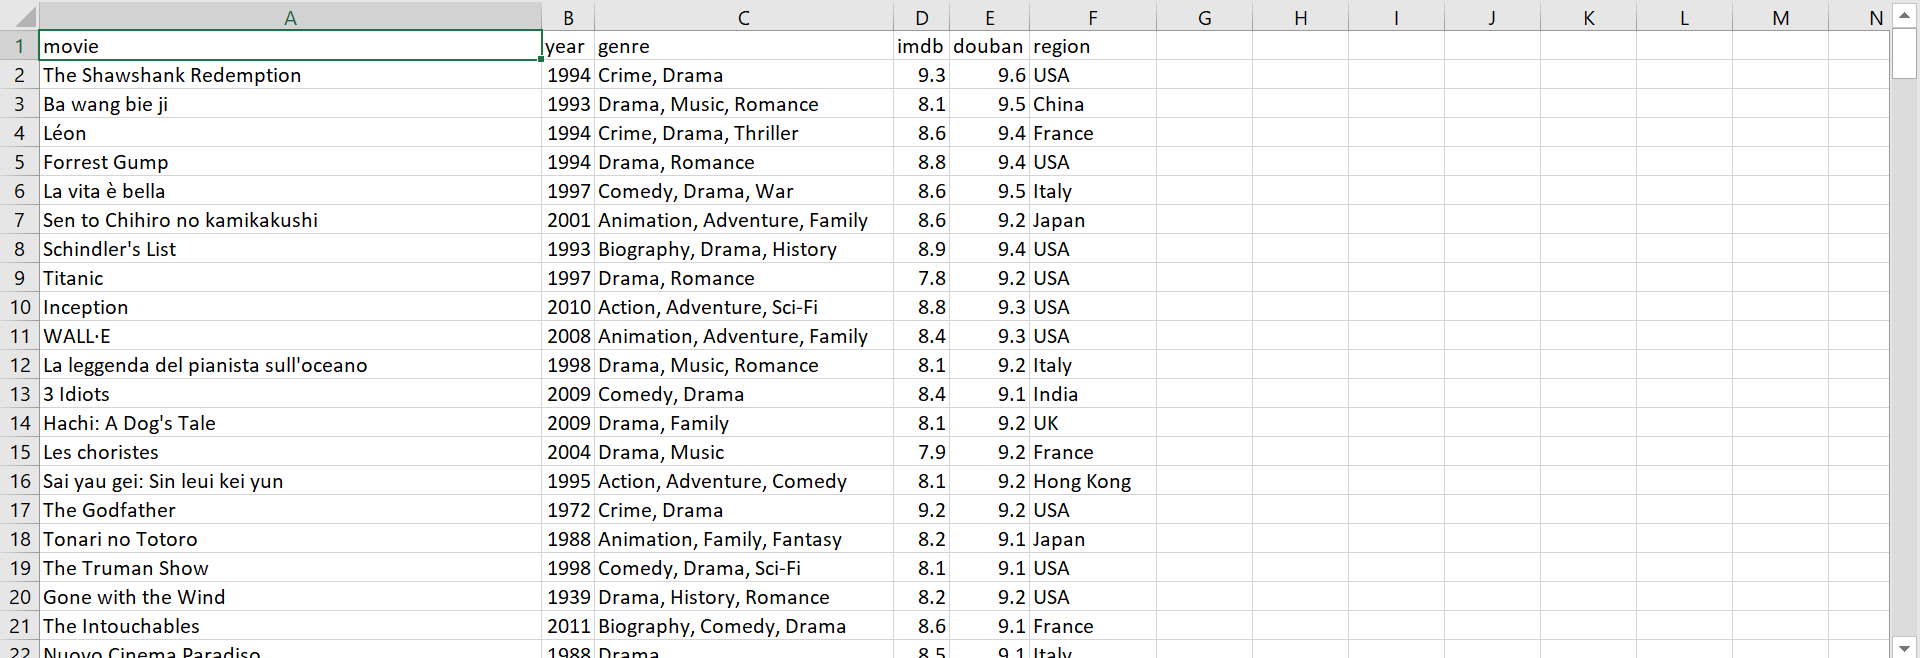 A B C D E F G H I J K L M N
1 movie year genre imdb douban region
2 The Shawshank Redemption 1994 Crime, Drama 9.3 9.6 USA
3 Ba wang bie ji 1993 Drama, Music, Romance 8.1 9.5 China
4 Léon 1994 Crime, Drama, Thriller 8.6 9.4 France
5 Forrest Gump 1994 Drama, Romance 8.8 9.4 USA
6 La vita è bella 1997 Comedy, Drama, War 8.6 9.5 Italy
7 Sen to Chihiro no kamikakushi 2001 Animation, Adventure, Family 8.6 9.2 Japan
8 Schindler's List 1993 Biography, Drama, History 8.9 9.4 USA
9 Titanic 1997 Drama, Romance 7.8 9.2 USA
10 Inception 2010 Action, Adventure, Sci-Fi 8.8 9.3 USA
11 WALL·E 2008 Animation, Adventure, Family 8.4 9.3 USA
12 La leggenda del pianista sull'oceano 1998 Drama, Music, Romance 8.1 9.2 Italy
13 3 Idiots 2009 Comedy, Drama 8.4 9.1 India
14 Hachi: A Dog's Tale 2009 Drama, Family 8.1 9.2 UK
15 Les choristes 2004 Drama, Music 7.9 9.2 France
16 Sai yau gei: Sin leui kei yun 1995 Action, Adventure, Comedy 8.1 9.2 Hong Kong
17 The Godfather 1972 Crime, Drama 9.2 9.2 USA
18 Tonari no Totoro 1988 Animation, Family, Fantasy 8.2 9.1 Japan
19 The Truman Show 1998 Comedy, Drama, Sci-Fi 8.1 9.1 USA
20 Gone with the Wind 1939 Drama, History, Romance 8.2 9.2 USA
21 The Intouchables 2011 Biography, Comedy, Drama 8.6 9.1 France
22 Nuovo Cinema Paradiso 1988 Drama 8.5 9.1 Italy